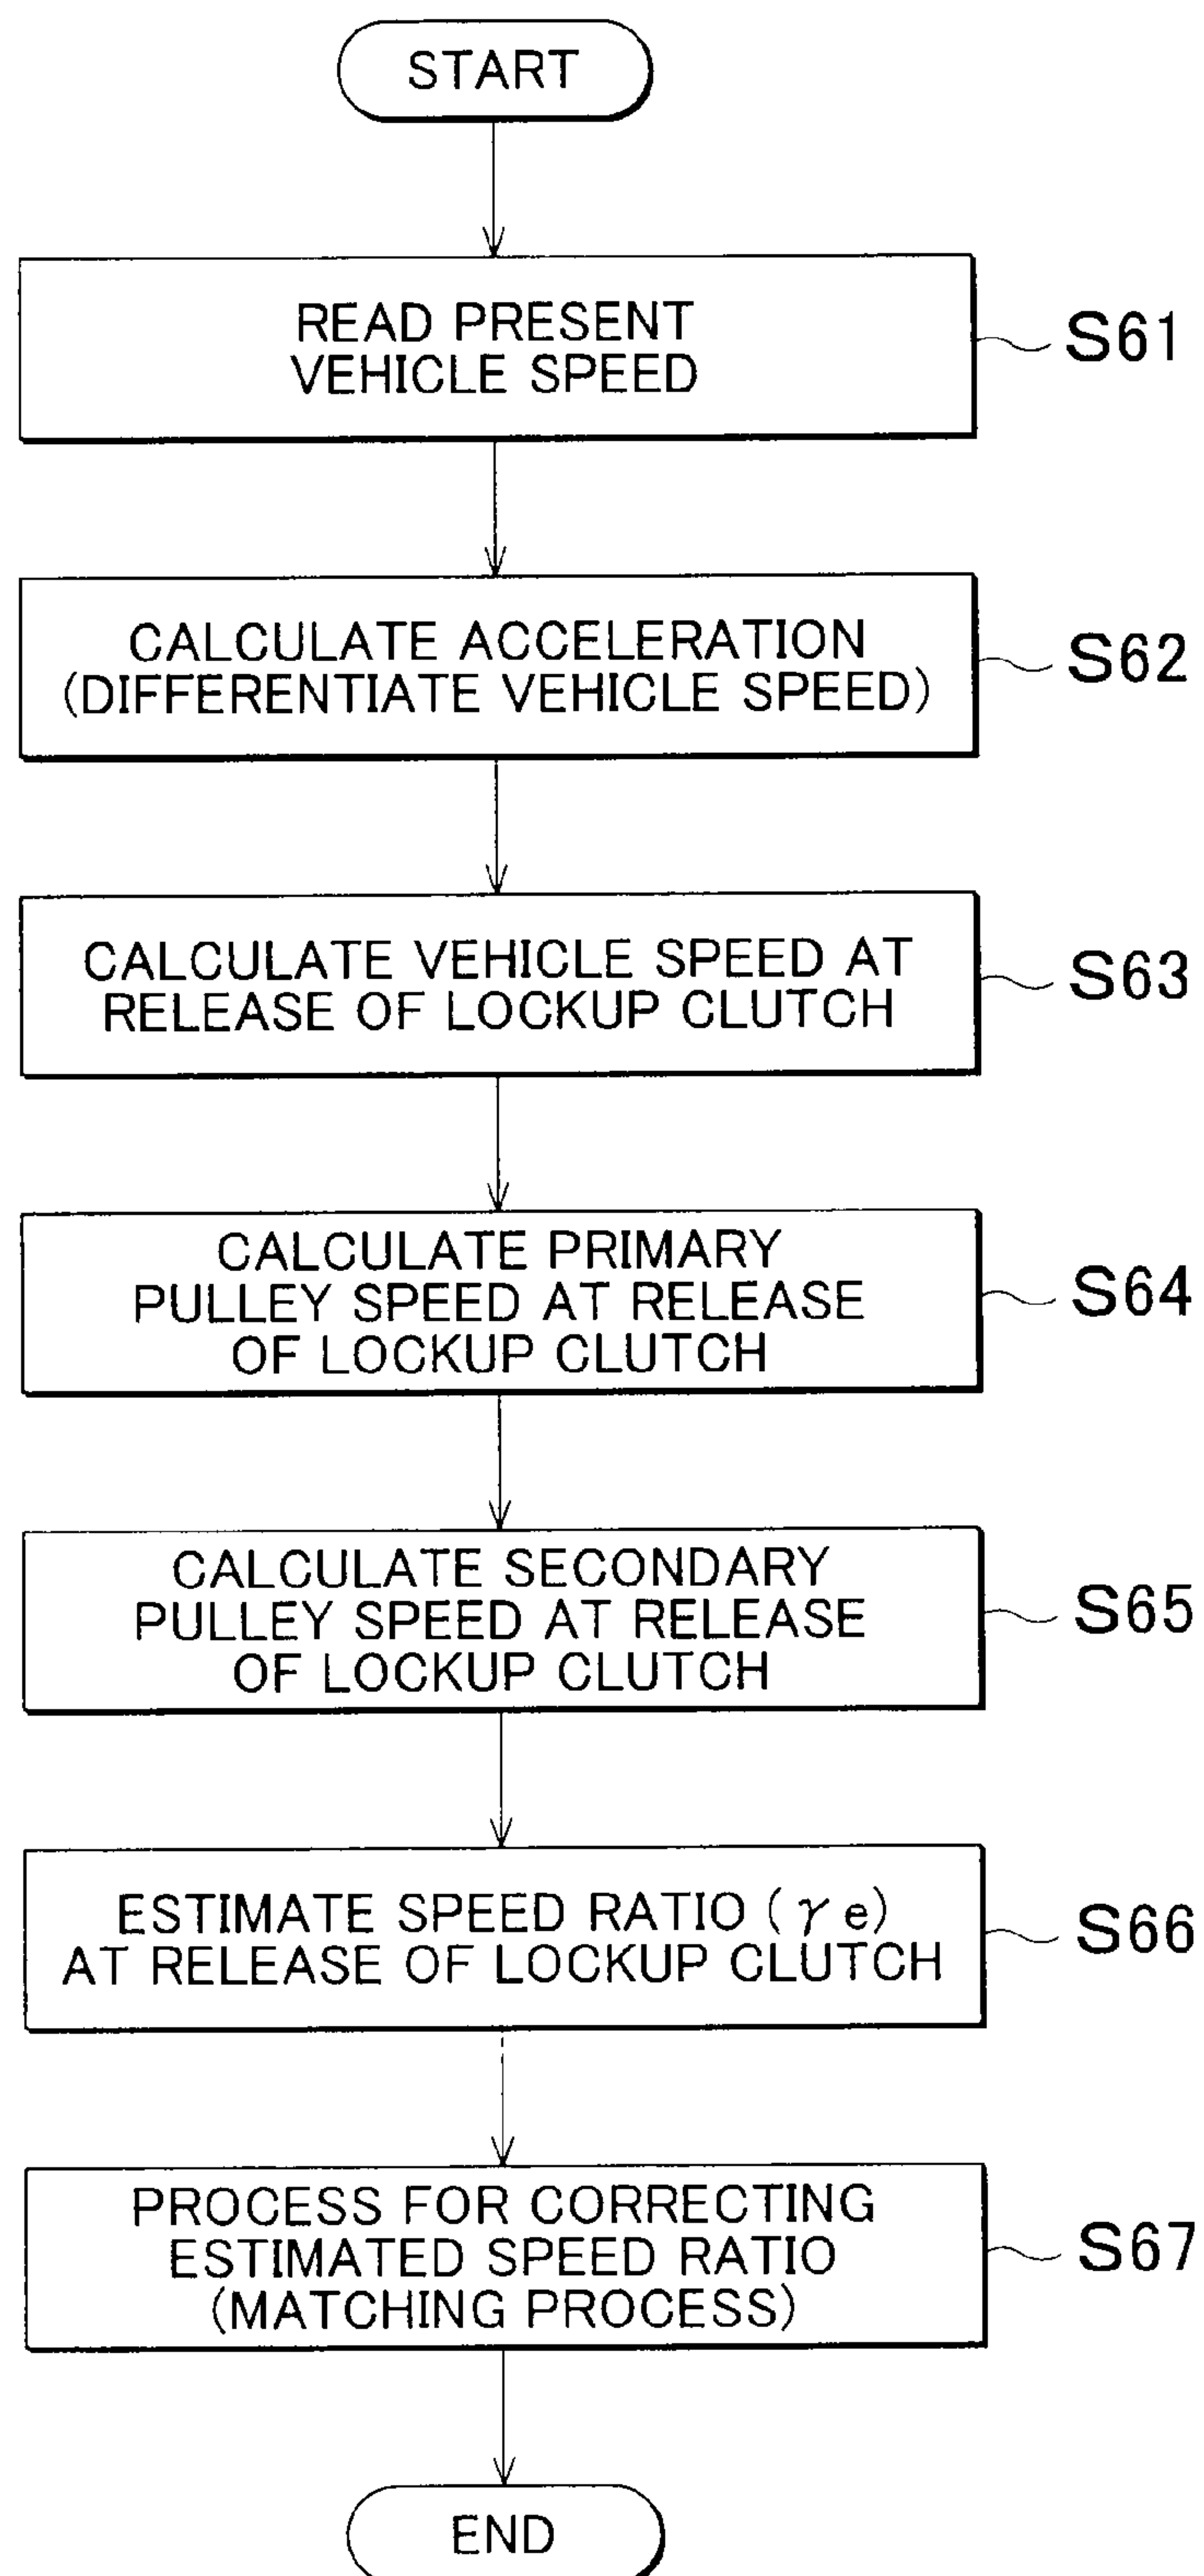 START
READ PRESENT
VEHICLE SPEED
S61
CALCULATE ACCELERATION
(DIFFERENTIATE VEHICLE SPEED)
S62
CALCULATE VEHICLE SPEED AT
RELEASE OF LOCKUP CLUTCH
S63
CALCULATE PRIMARY
PULLEY SPEED AT RELEASE
OF LOCKUP CLUTCH
S64
CALCULATE SECONDARY
PULLEY SPEED AT RELEASE
OF LOCKUP CLUTCH
S65
ESTIMATE SPEED RATIO (γe)
AT RELEASE OF LOCKUP CLUTCH
S66
PROCESS FOR CORRECTING
ESTIMATED SPEED RATIO
(MATCHING PROCESS)
S67
END